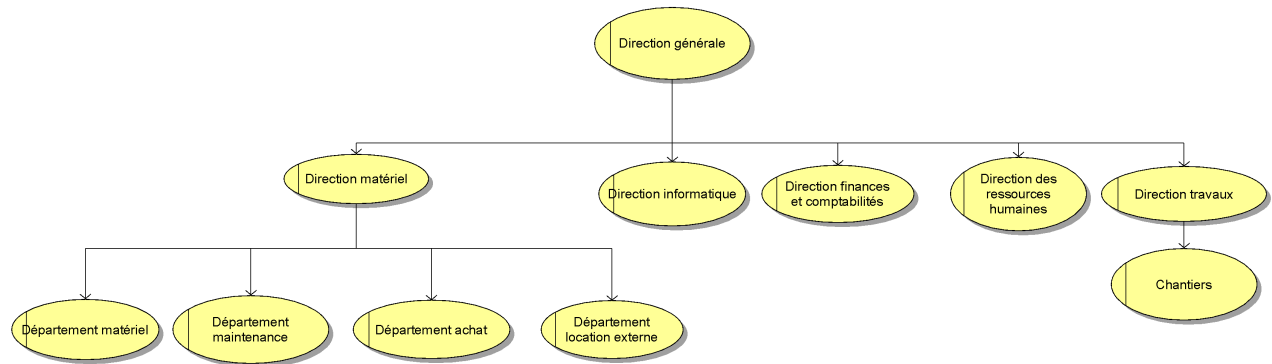 Direction générale
Direction matériel
Direction informatique
Direction finances
et comptabilités
Direction des
ressources
humaines
Direction travaux
Chantiers
Département matériel
Département
maintenance
Département achat
Département
location externe